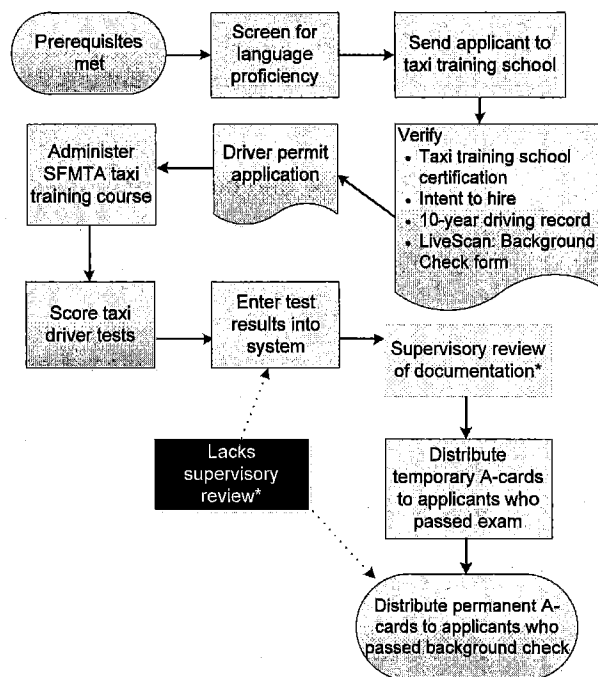 Prerequisites
met
Screen for
language
proficiency
Send applicant to
taxi training school
Verify
• Taxi training school
certification
• Intent to hire
• 10-year driving record
• LiveScan: Background
Check form
Driver permit
application
Administer
SFMTA taxi
training course
Score taxi
driver tests
Enter test
results into
system
Supervisory review
of documentation*
Lacks
supervisory
review*
Distribute
temporary A-cards
to applicants who
passed exam
Distribute permanent A-
cards to applicants who
passed background check